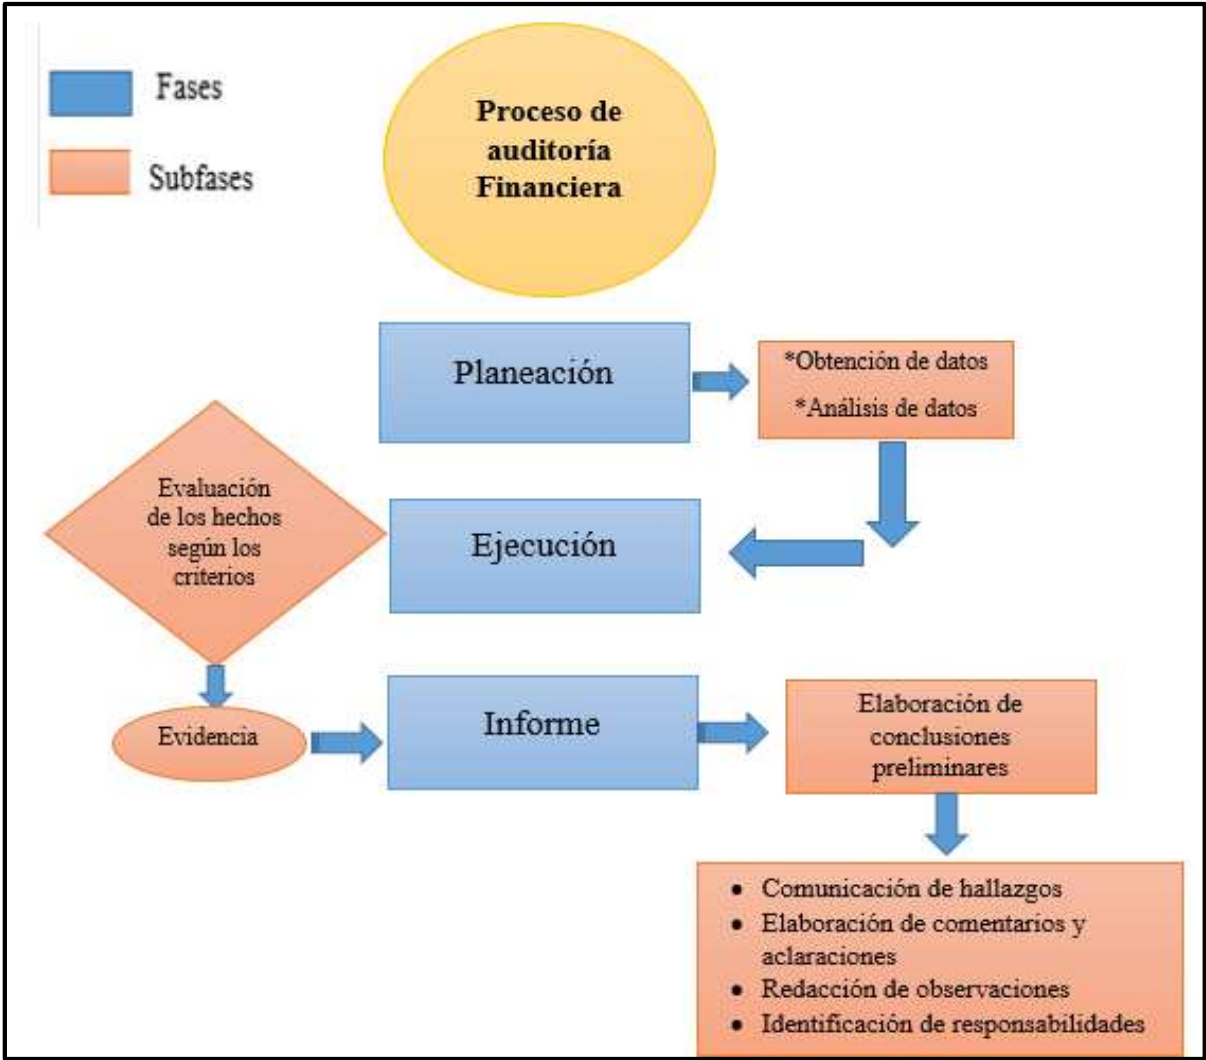 Fases
Subfases
Proceso de
auditoría
Financiera
Planeación
*Obtención de datos
*Análisis de datos
Evaluación
de los hechos
según los
criterios
Ejecución
Evidencia
Informe
Elaboración de
conclusiones
preliminares
• Comunicación de hallazgos
• Elaboración de comentarios y
aclaraciones
• Redacción de observaciones
• Identificación de responsabilidades